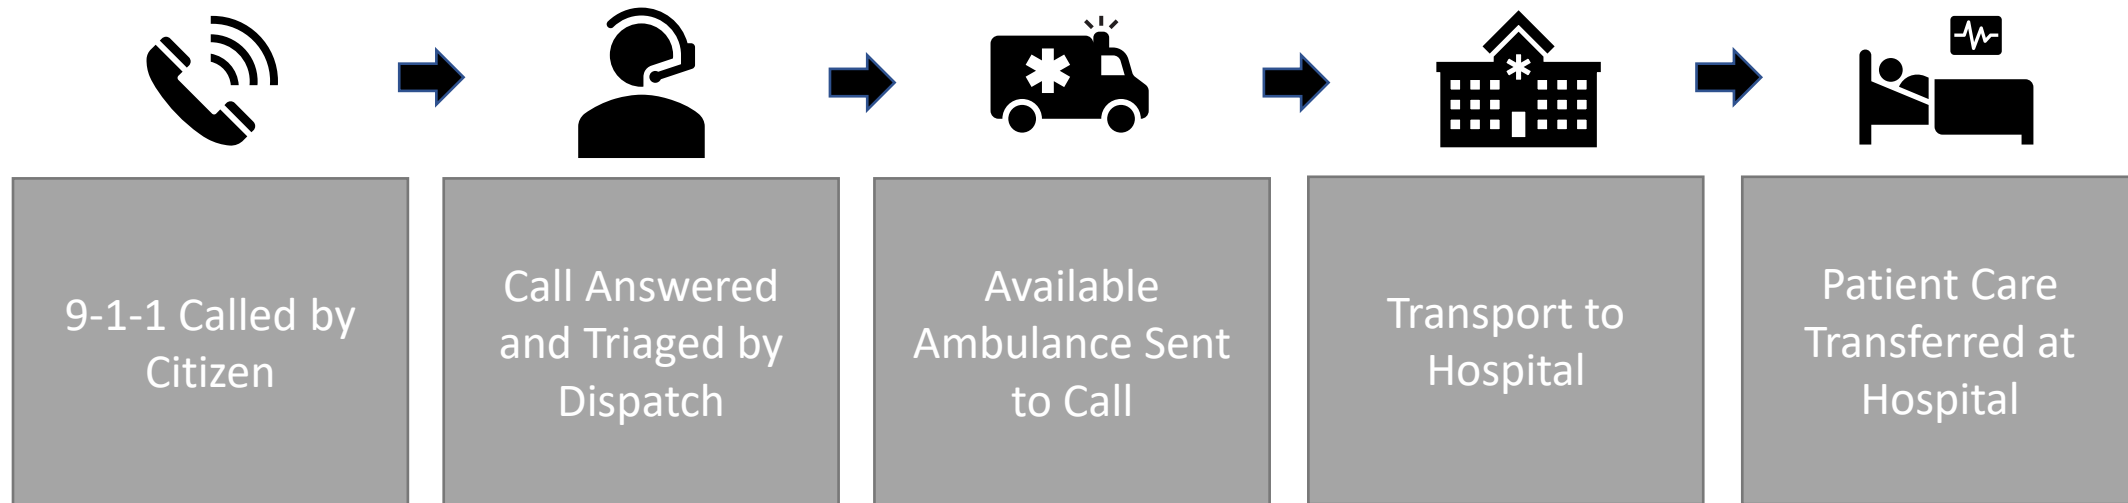 9-1-1 Called by
Citizen
Call Answered
and Triaged by
Dispatch
Available
Ambulance Sent
to Call
Transport to
Hospital
Patient Care
Transferred at
Hospital